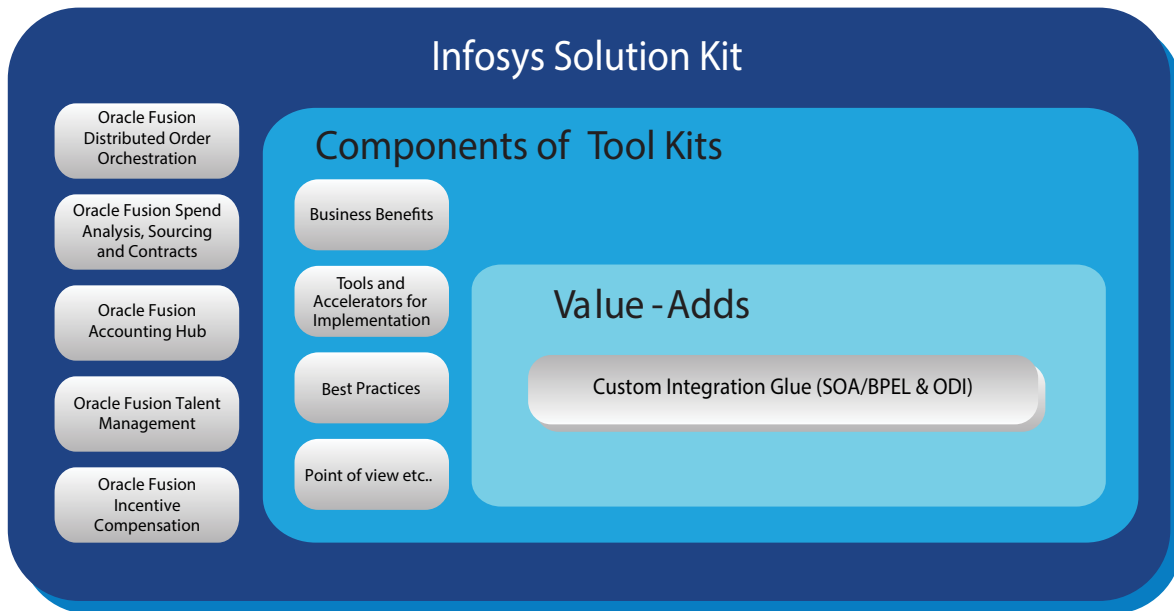 Infosys Solution Kit
Oracle Fusion
Distributed Order
Orchestration
Oracle Fusion Spend
Analysis, Sourcing
and Contracts
Oracle Fusion
Accounting Hub
Oracle Fusion Talent
Management
Oracle Fusion
Incentive
Compensation
Components of Tool Kits
Business Benefits
Tools and
Accelerators for
Implementation
Best Practices
Point of view etc..
Value - Adds
Custom Integration Glue (SOA/BPEL & ODI)